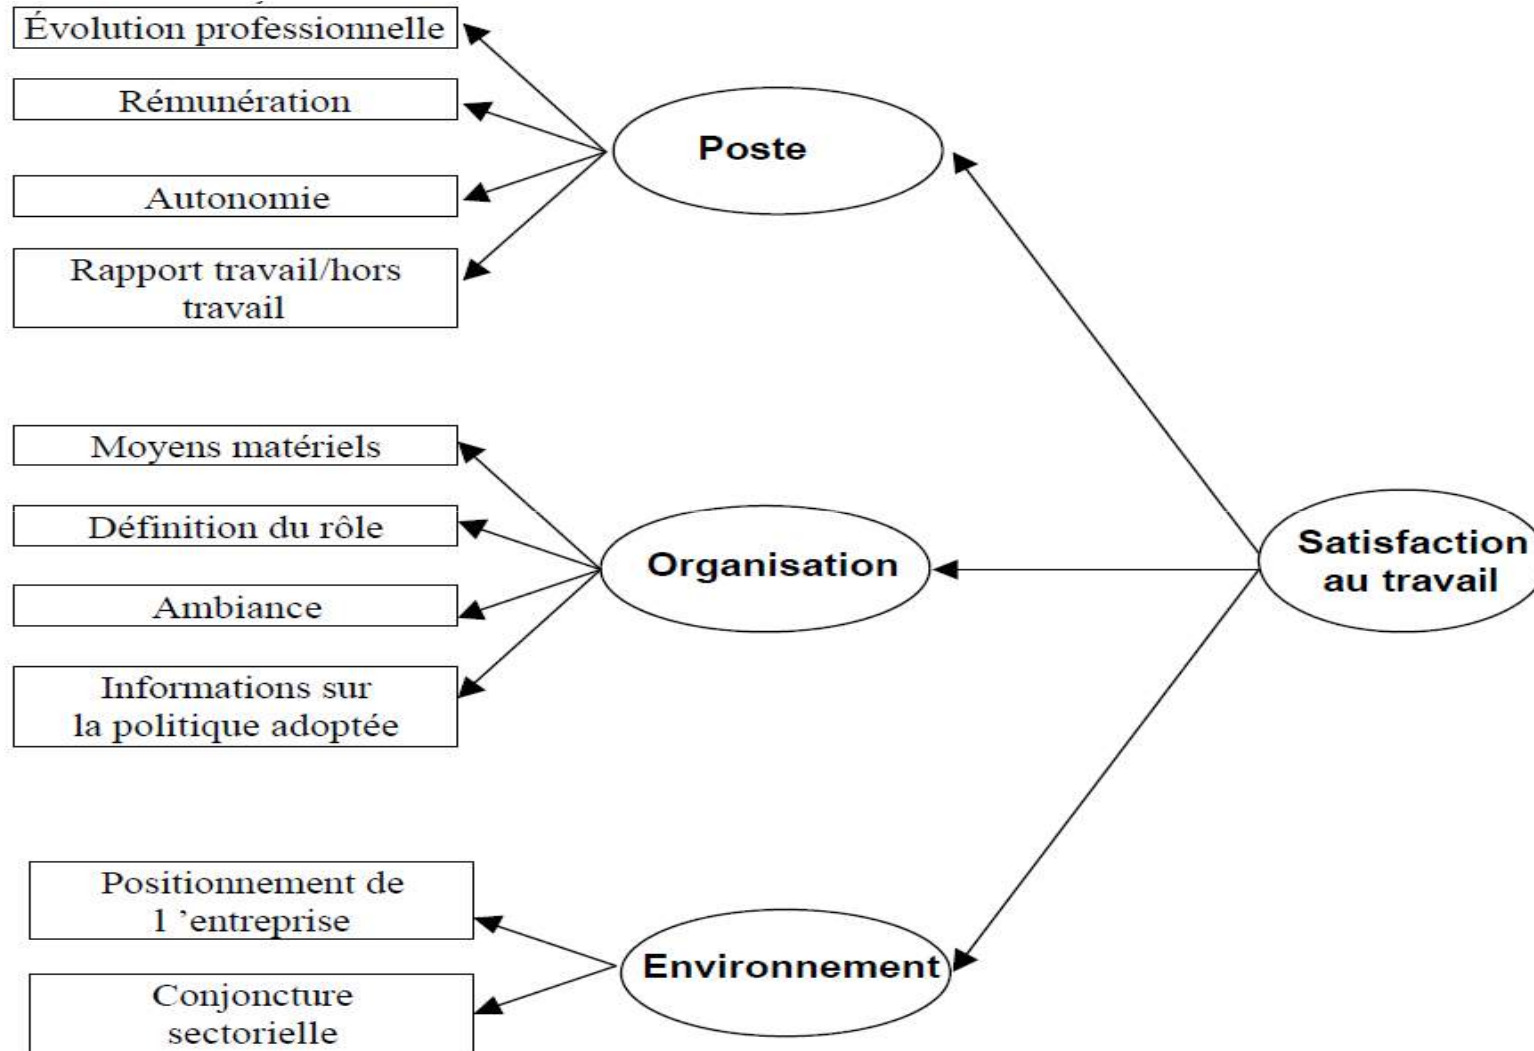 Évolution professionnelle
Rémunération
Autonomie
Rapport travail/hors
travail
Poste
Moyens matériels
Définition du rôle
Ambiance
Informations sur
la politique adoptée
Organisation
Satisfaction
au travail
Positionnement de
l ’entreprise
Conjoncture
sectorielle
Environnement